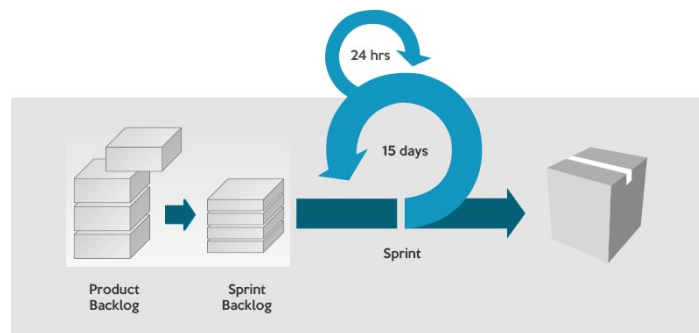 24 hrs
15 days
Sprint
Product
Backlog
Sprint
Backlog